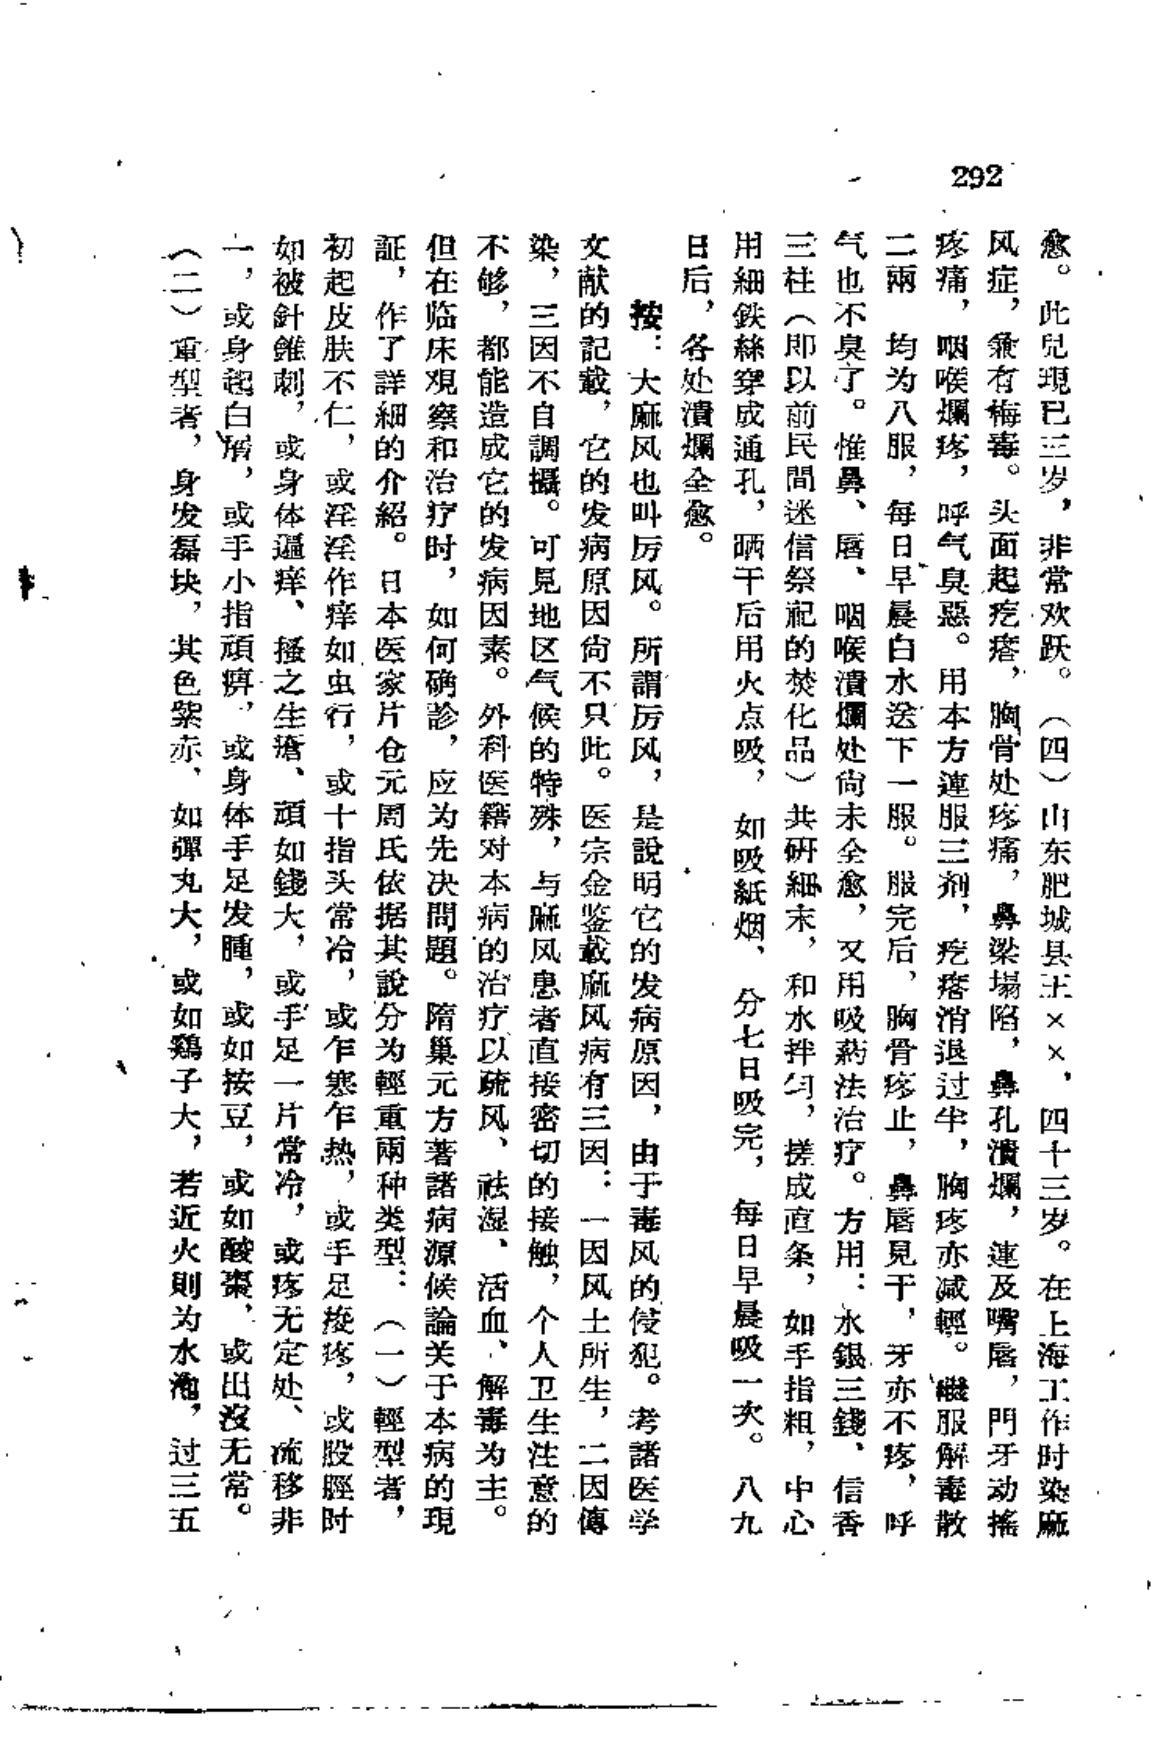 292
愈。此兒現已三岁，非常欢跃。（四）山东肥城县王××，四十三岁。在上海工作时染麻
风症，兼有梅毒。头面起疙瘩，胸骨处疼痛，鼻梁塌陷，鼻孔潰爛，連及嘴唇，門牙动搖
疼痛，咽喉爛疼，呼气臭惡。用本方連服三剂，疙瘩消退过半，胸疼亦减輕。継服解毒散
二兩　均为八服，每日早晨白水送下一服。服完后，胸骨疼止，鼻唇見干，牙亦不疼，呼
气也不臭了。惟鼻、唇、咽喉潰爛处尙未全愈，又用吸葯法治疗。方用：水銀三錢、信香
三柱（即以前民間迷信祭祀的焚化品）共研細末，和水拌匀，搓成直条，如手指粗，中心
用細鉄絲穿成通孔，晒干后用火点吸，如吸紙烟，分七日吸完，每日早晨吸一次。八九
日后，各处潰爛全愈。
按：大麻风也叫厉风。所謂厉风，是說明它的发病原因，由于毒风的侵犯。考諸医学
文献的記載，它的发病原因尙不只此。医宗金鉴載麻风病有三因：一因风土所生，二因傳
染，三因不自調攝。可見地区气候的特殊，与麻风患者直接密切的接触，个人卫生注意的
不够，都能造成它的发病因素。外科医籍对本病的治疗以疏风、祛湿、活血、解毒为主。
但在临床观察和治疗时，如何确診，应为先决問題。隋巢元方著諸病源候論关于本病的現
証，作了詳細的介紹。日本医家片仓元周氏依据其說分为輕重兩种类型：（一）輕型者，
初起皮肤不仁，或淫淫作痒如虫行，或十指头常冷，或乍寒乍热，或手足痠疼，或股脛时
如被針錐刺，或身体遍痒、搔之生瘡、頑如錢大，或手足一片常冷，或疼无定处、流移非
一，或身起白屑，或手小指頑痹，或身体手足发腫，或如按豆，或如酸棗，或出沒无常。
（二）重型者，身发磊块，其色紫赤，如彈丸大，或如鷄子大，若近火則为水泡，过三五